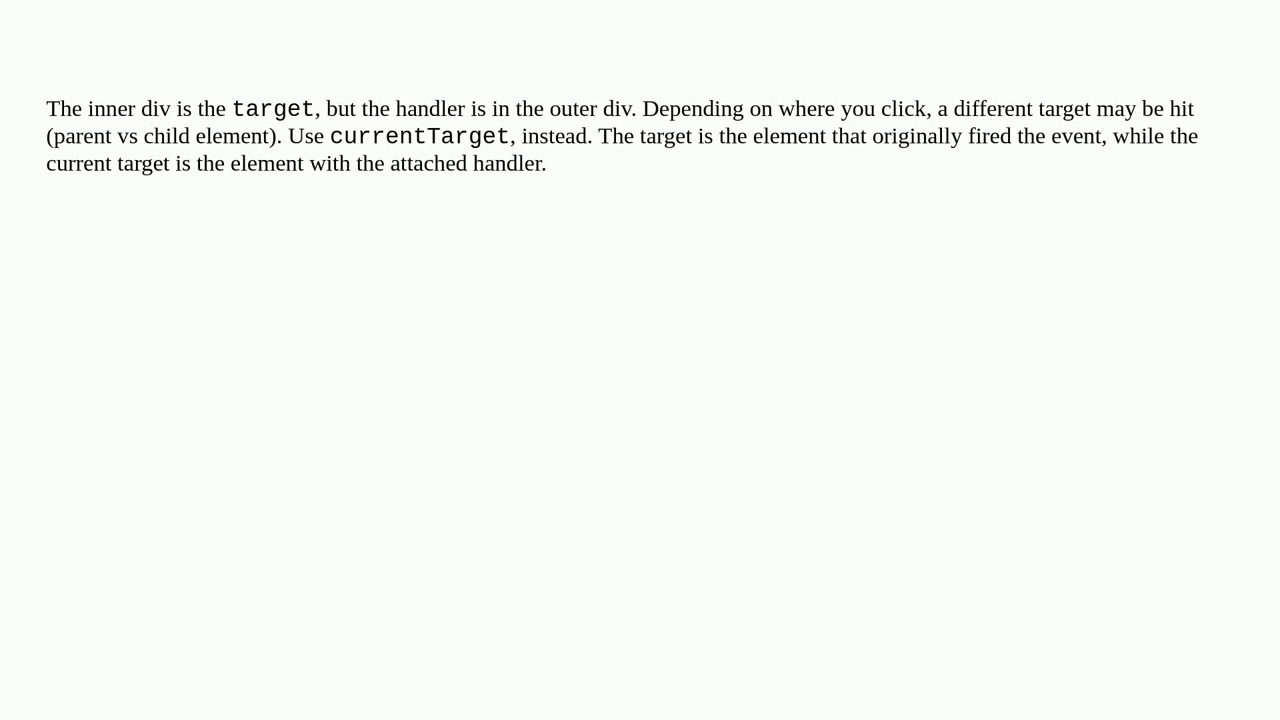 The inner div is the target, but the handler is in the outer div. Depending on where you click, a different target may be hit
(parent vs child element). Use currentTarget, instead. The target is the element that originally fired the event, while the
current target is the element with the attached handler.